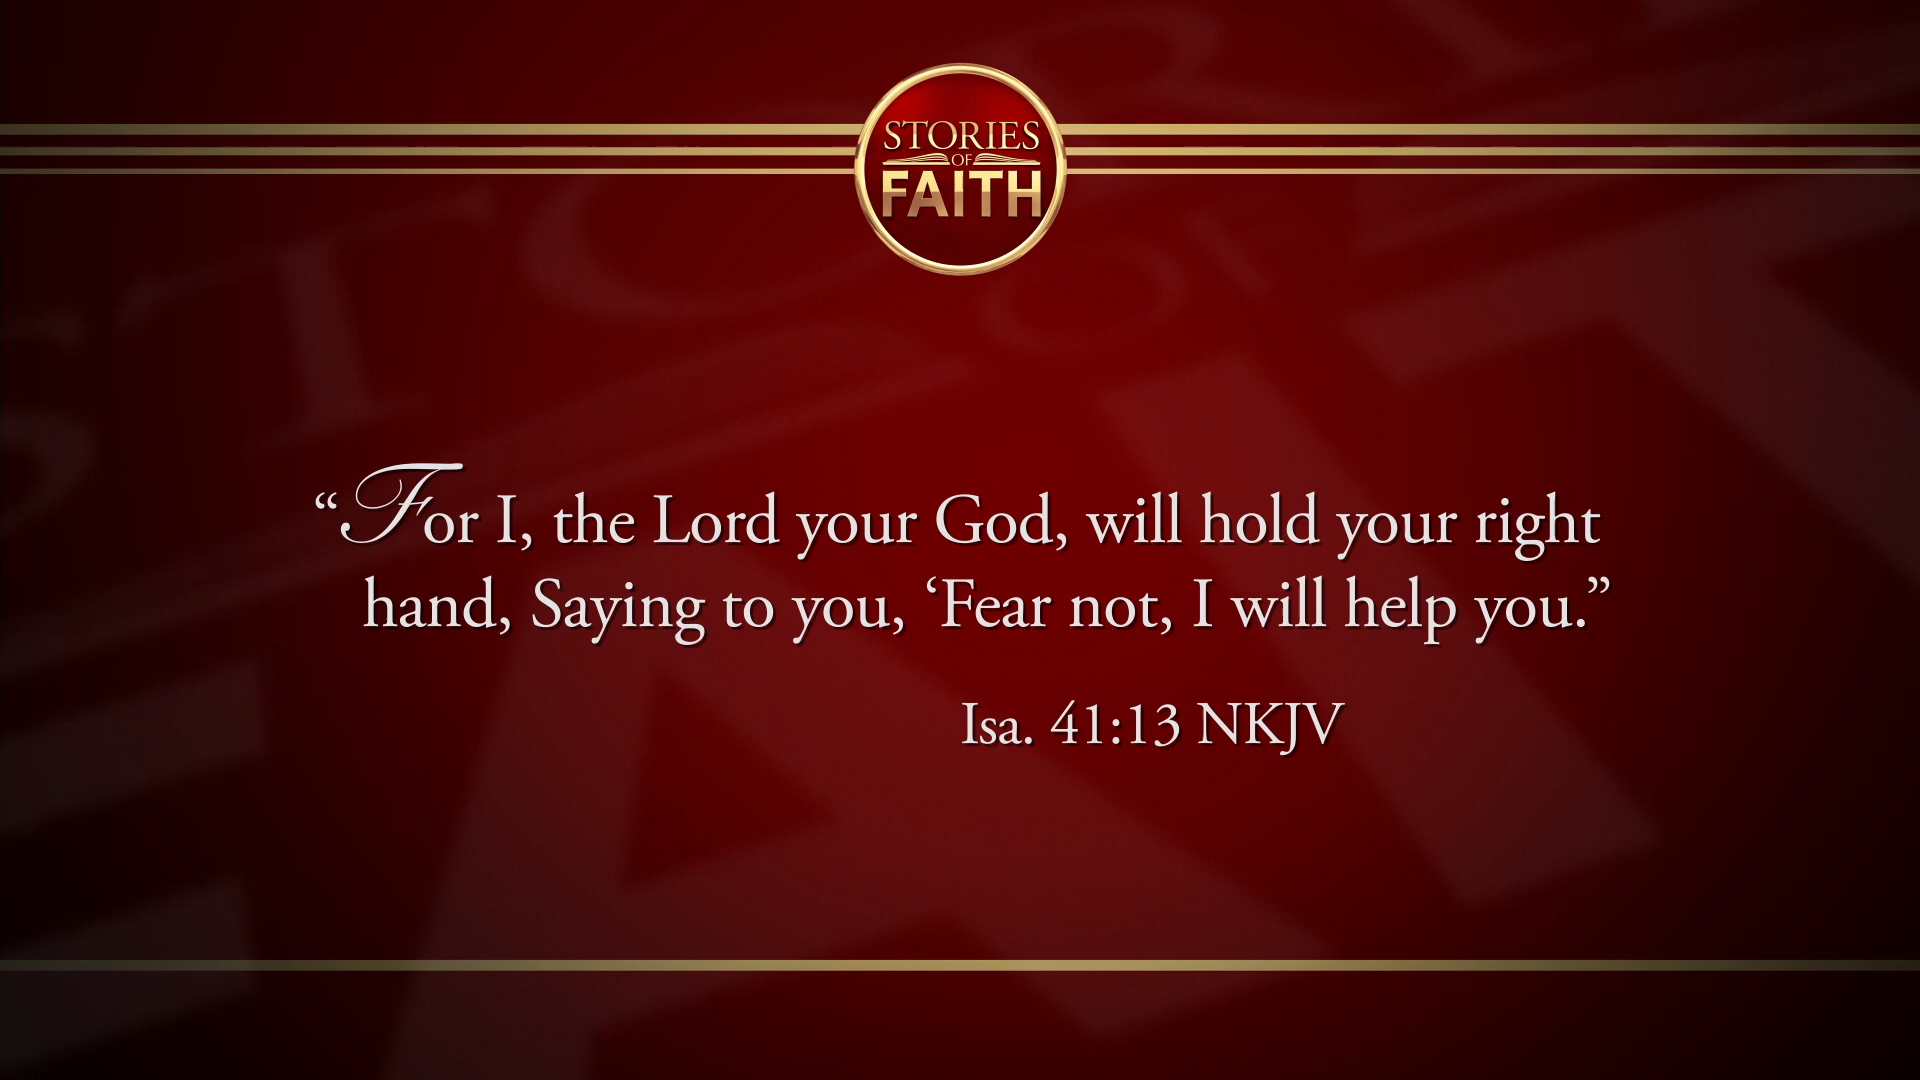 STORIES
OF
FAITH
“For I, the Lord your God, will hold your right
hand, Saying to you, ‘Fear not, I will help you.”
Isa. 41:13 NKJV